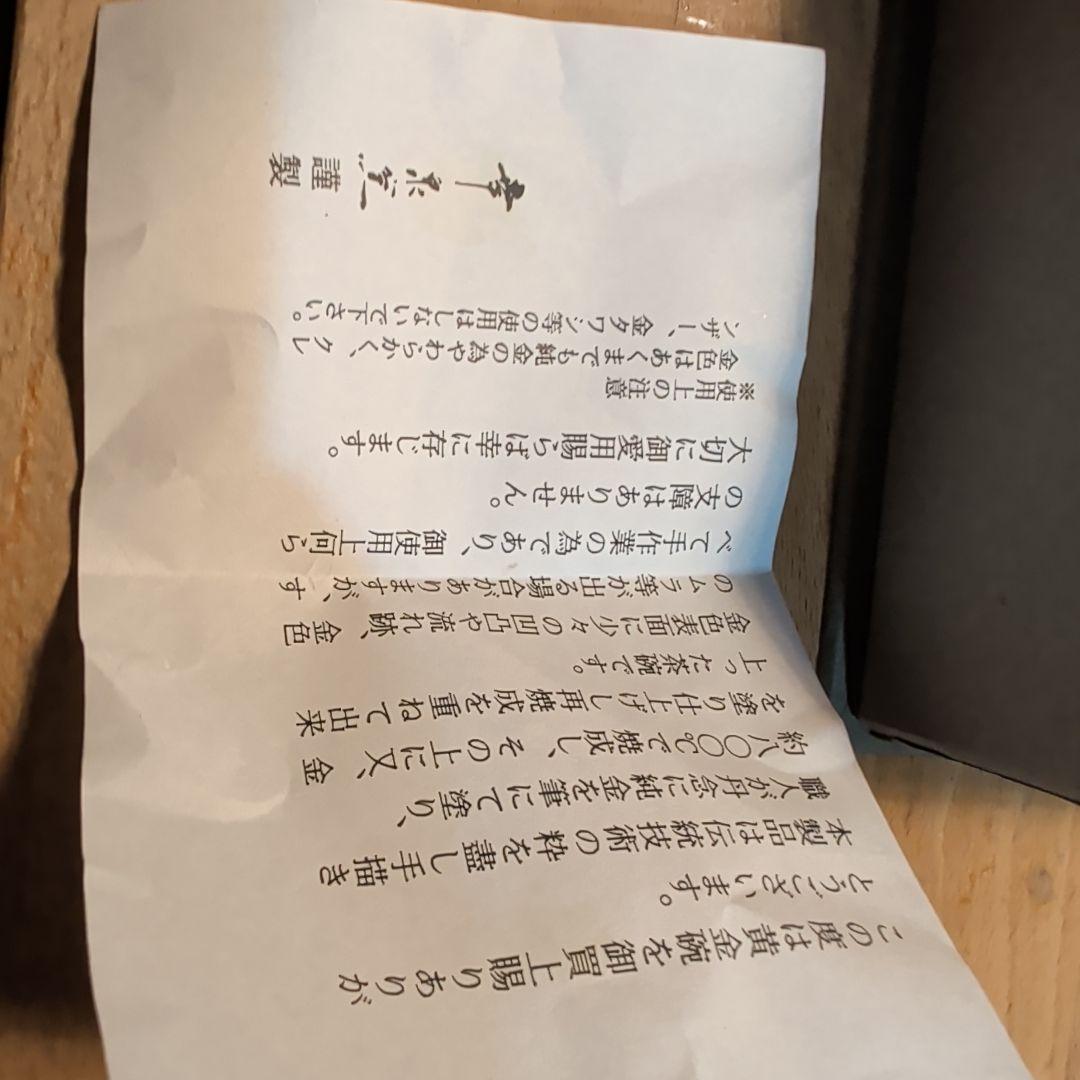 この度は黄金碗を御買上賜りありが
とうございます。
本製品は伝統技術の粋を盡し手描き
職人が丹念に純金を筆にて塗り、
約八〇〇℃で焼成し、その上に又、金
を塗り仕上げし再焼成を重ねて出来
上った茶碗です。
金色表面に少々の凹凸や流れ跡、金色
のムラ等が出る場合がありますが、す
べて手作業の為であり、御使用上何ら
の支障はありません。
大切に御愛用賜らば幸に存じます。
※使用上の注意
金色はあくまでも純金の為やわらかく、クレ
ンザー、金タワシ等の使用はしないで下さい。
謹製